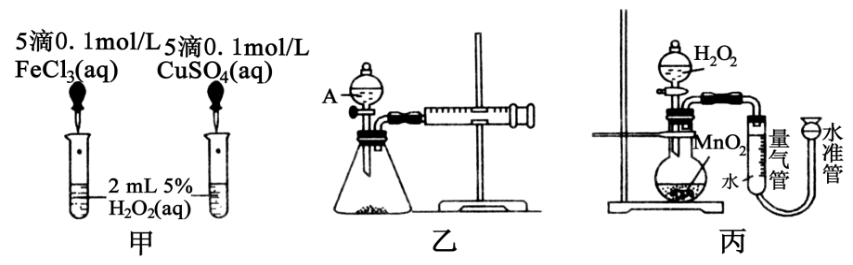 5滴0.1mol/L 5滴0.1mol/L
FeCl₃(aq) CuSO₄(aq)
2 mL 5%
H₂O₂(aq)
甲
A
乙
H₂O₂
MnO₂
水
量气管
水准管
丙